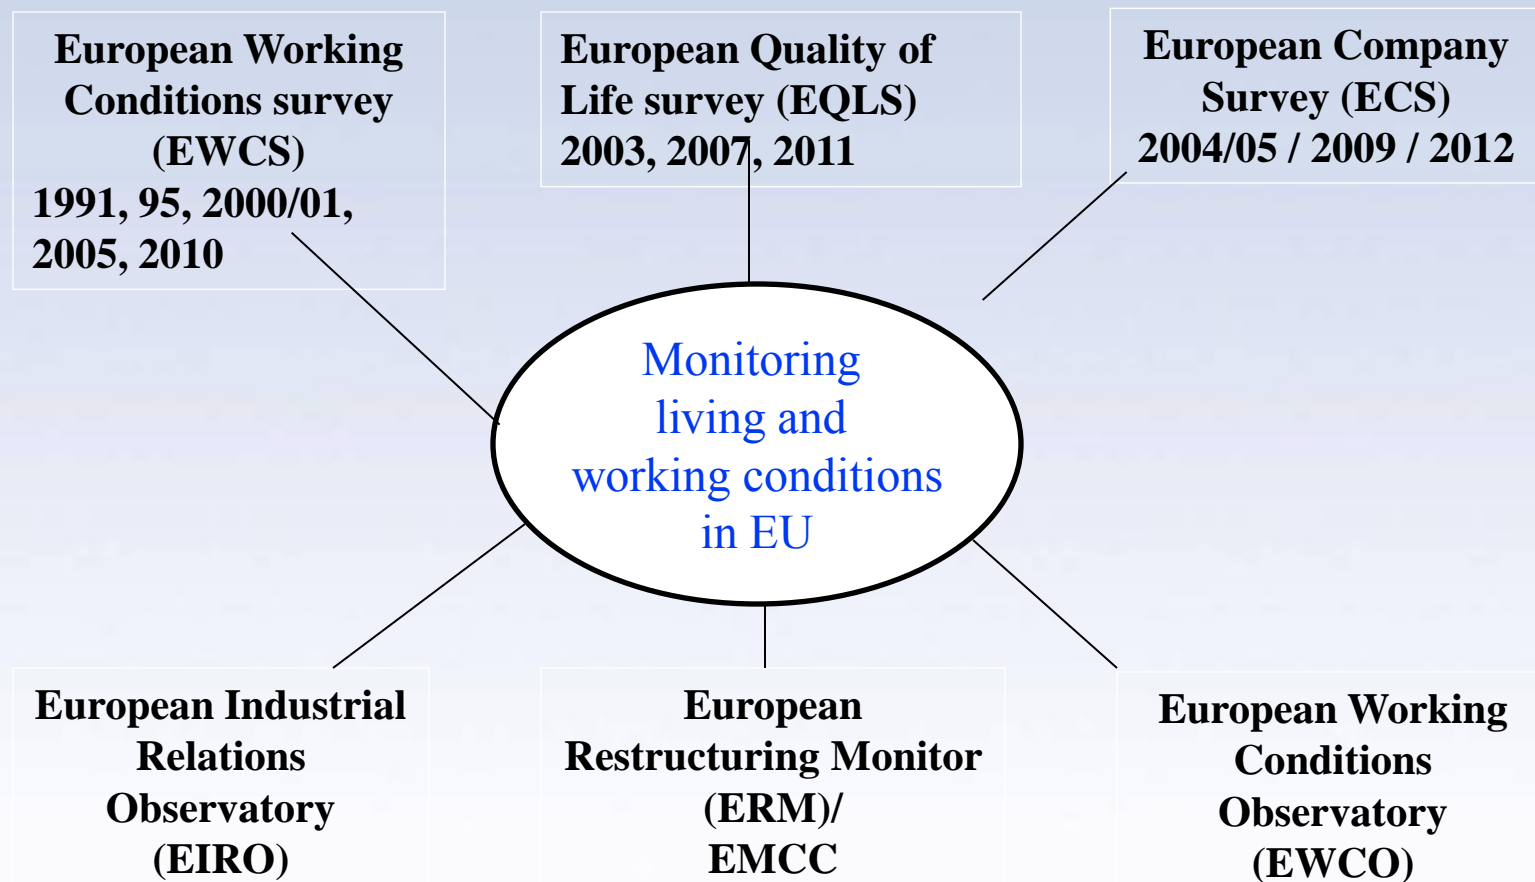 European Working
Conditions survey
(EWCS)
1991, 95, 2000/01,
2005, 2010
European Quality of
Life survey (EQLS)
2003, 2007, 2011
European Company
Survey (ECS)
2004/05 / 2009 / 2012
Monitoring
living and
working conditions
in EU
European Industrial
Relations
Observatory
(EIRO)
European
Restructuring Monitor
(ERM)/
EMCC
European Working
Conditions
Observatory
(EWCO)